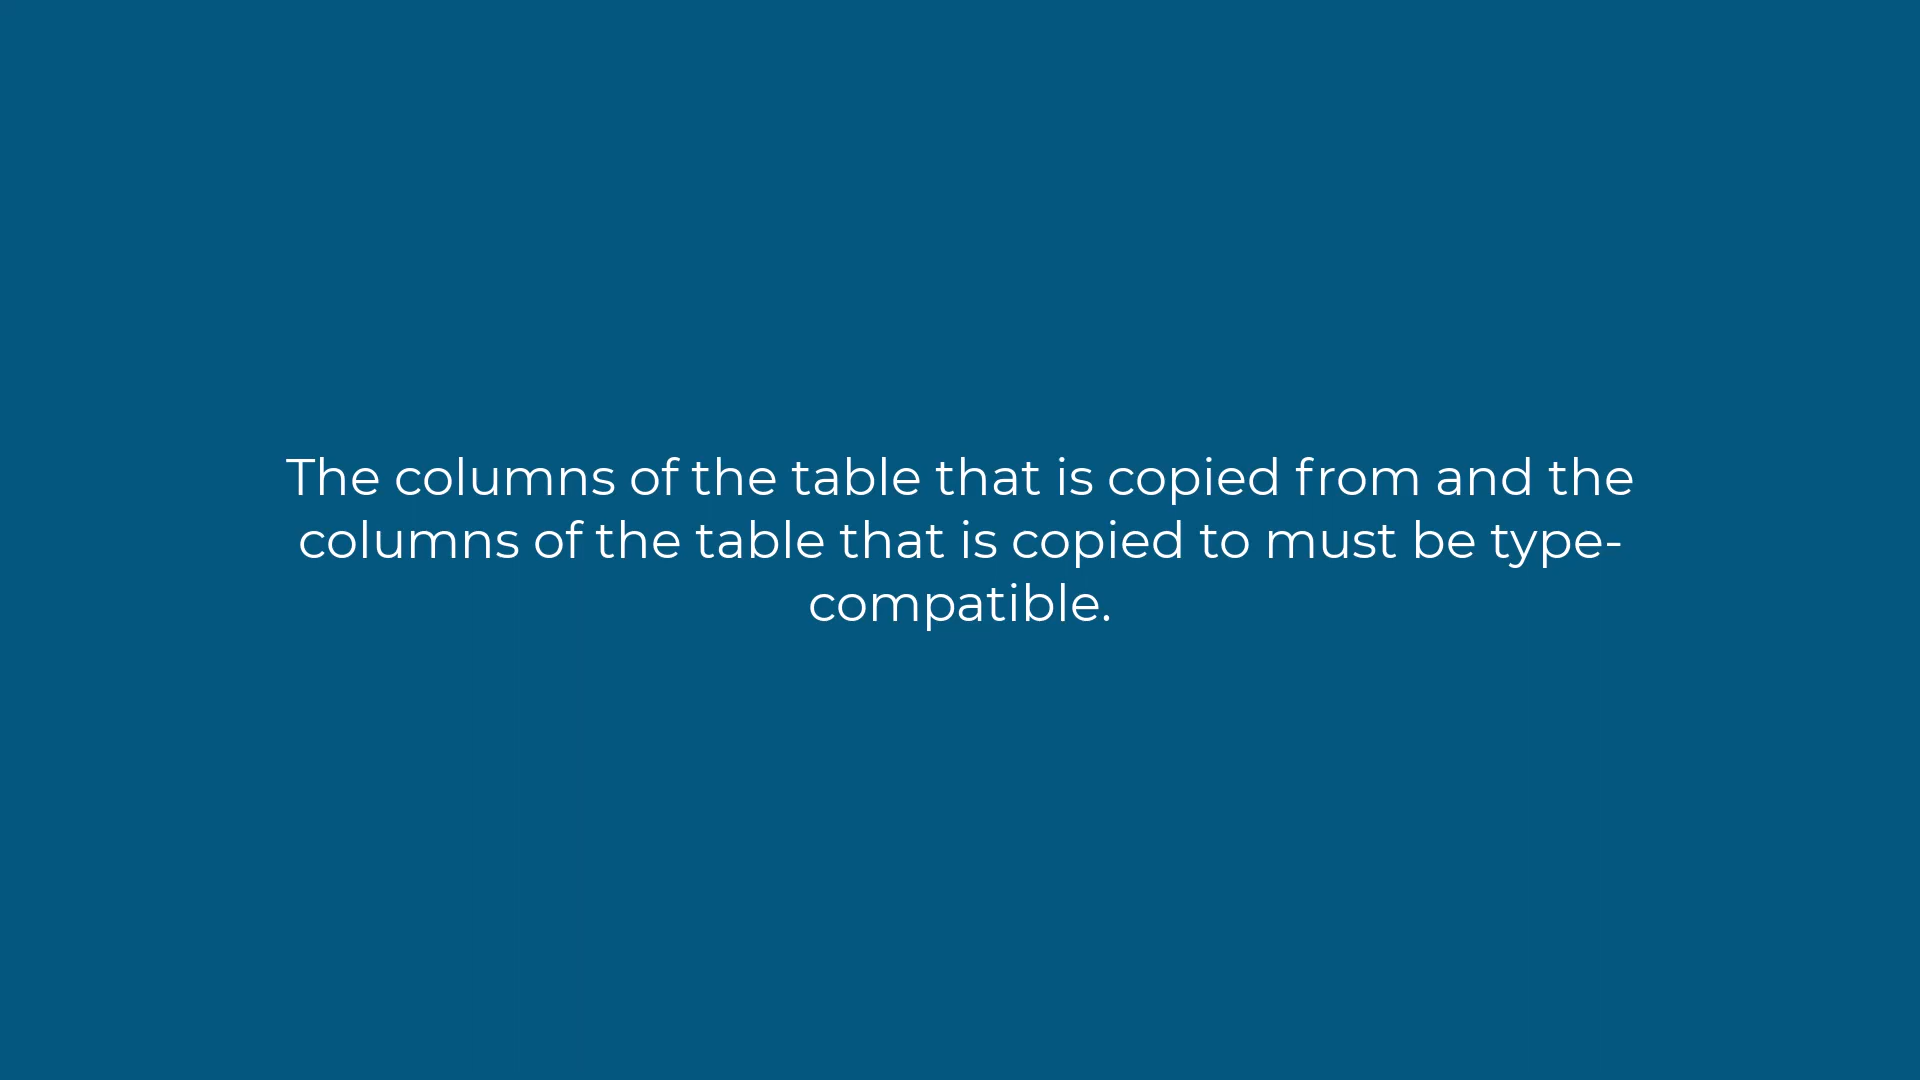 The columns of the table that is copied from and the
columns of the table that is copied to must be type-
compatible.